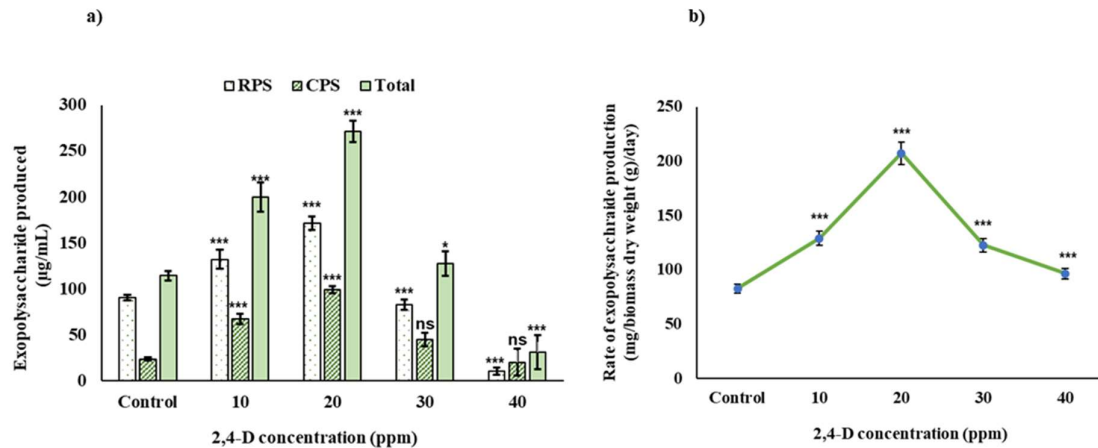 a)
RPS CPS Total
Exopolysaccharide produced
(µg/mL)
300
250
200
150
100
50
0
***
***
***
***
***
***
***
ns
*
***
ns
***
Control 10 20 30 40
2,4-D concentration (ppm)
b)
Rate of exopolysacchraide production
(mg/biomass dry weight (g)/day)
250
200
150
100
50
0
***
***
***
***
Control 10 20 30 40
2,4-D concentration (ppm)